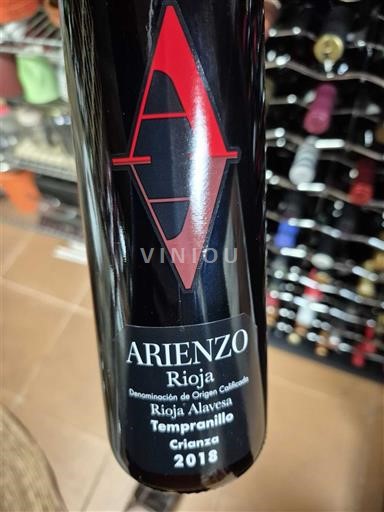 VINIOU
ARIENZO
Rioja
Denominación de Origen Calificada
Rioja Alavesa
Tempranillo
Crianza
2018